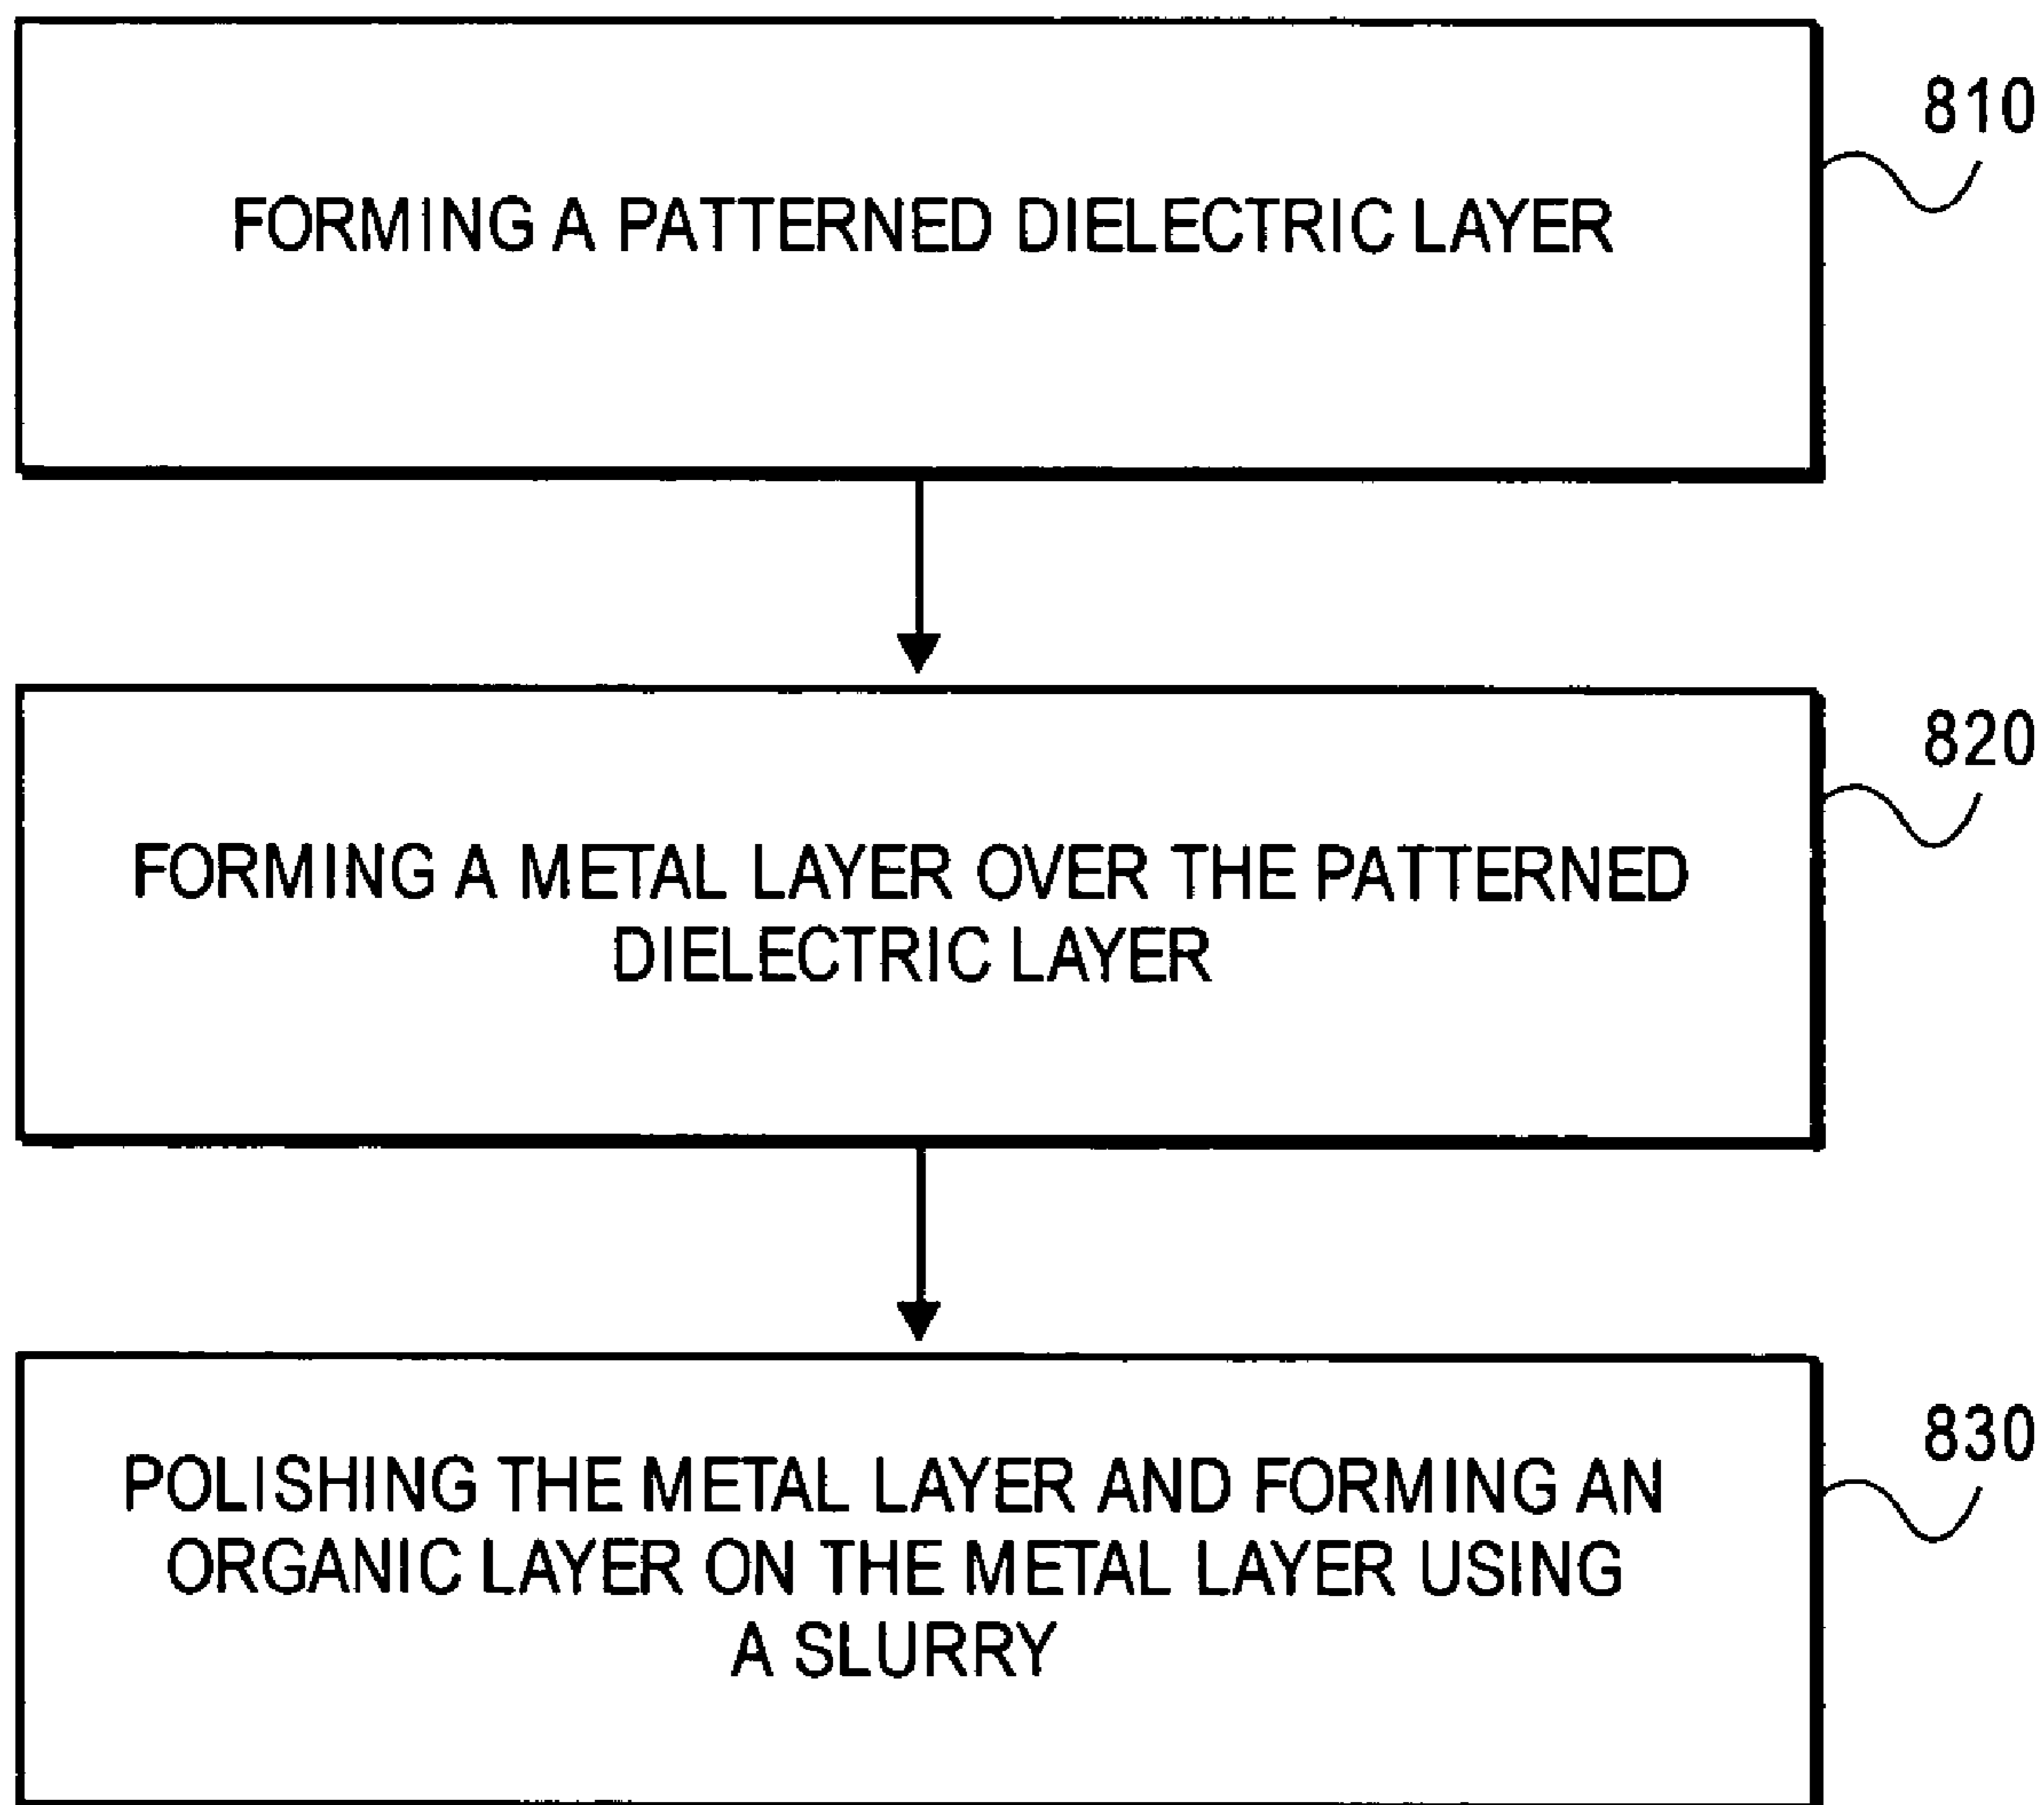 810
FORMING A PATTERNED DIELECTRIC LAYER
820
FORMING A METAL LAYER OVER THE PATTERNED
DIELECTRIC LAYER
830
POLISHING THE METAL LAYER AND FORMING AN
ORGANIC LAYER ON THE METAL LAYER USING
A SLURRY